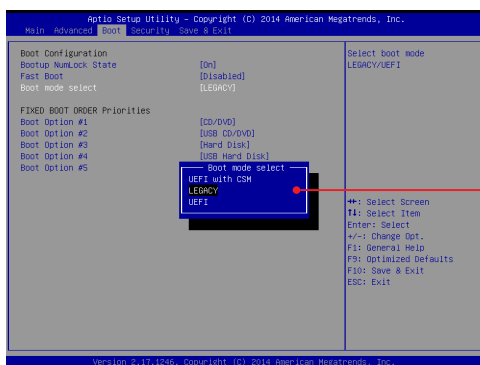 Aptio Setup Utility – Copyright (C) 2014 American Megatrends, Inc.
Main Advanced Boot Security Save & Exit
Boot Configuration
Bootup NumLock State [On]
Fast Boot [Disabled]
Boot mode select [LEGACY]
FIXED BOOT ORDER Priorities
Boot Option #1 [CD/DVD]
Boot Option #2 [USB CD/DVD]
Boot Option #3 [Hard Disk]
Boot Option #4 [USB Hard Disk]
Boot Option #5
Boot mode select
UEFI with CSM
LEGACY
UEFI
Select boot mode
LEGACY/UEFI
→←: Select Screen
↑↓: Select Item
Enter: Select
+/-: Change Opt.
F1: General Help
F9: Optimized Defaults
F10: Save & Exit
ESC: Exit
Version 2.17.1246. Copyright (C) 2014 American Megatrends, Inc.